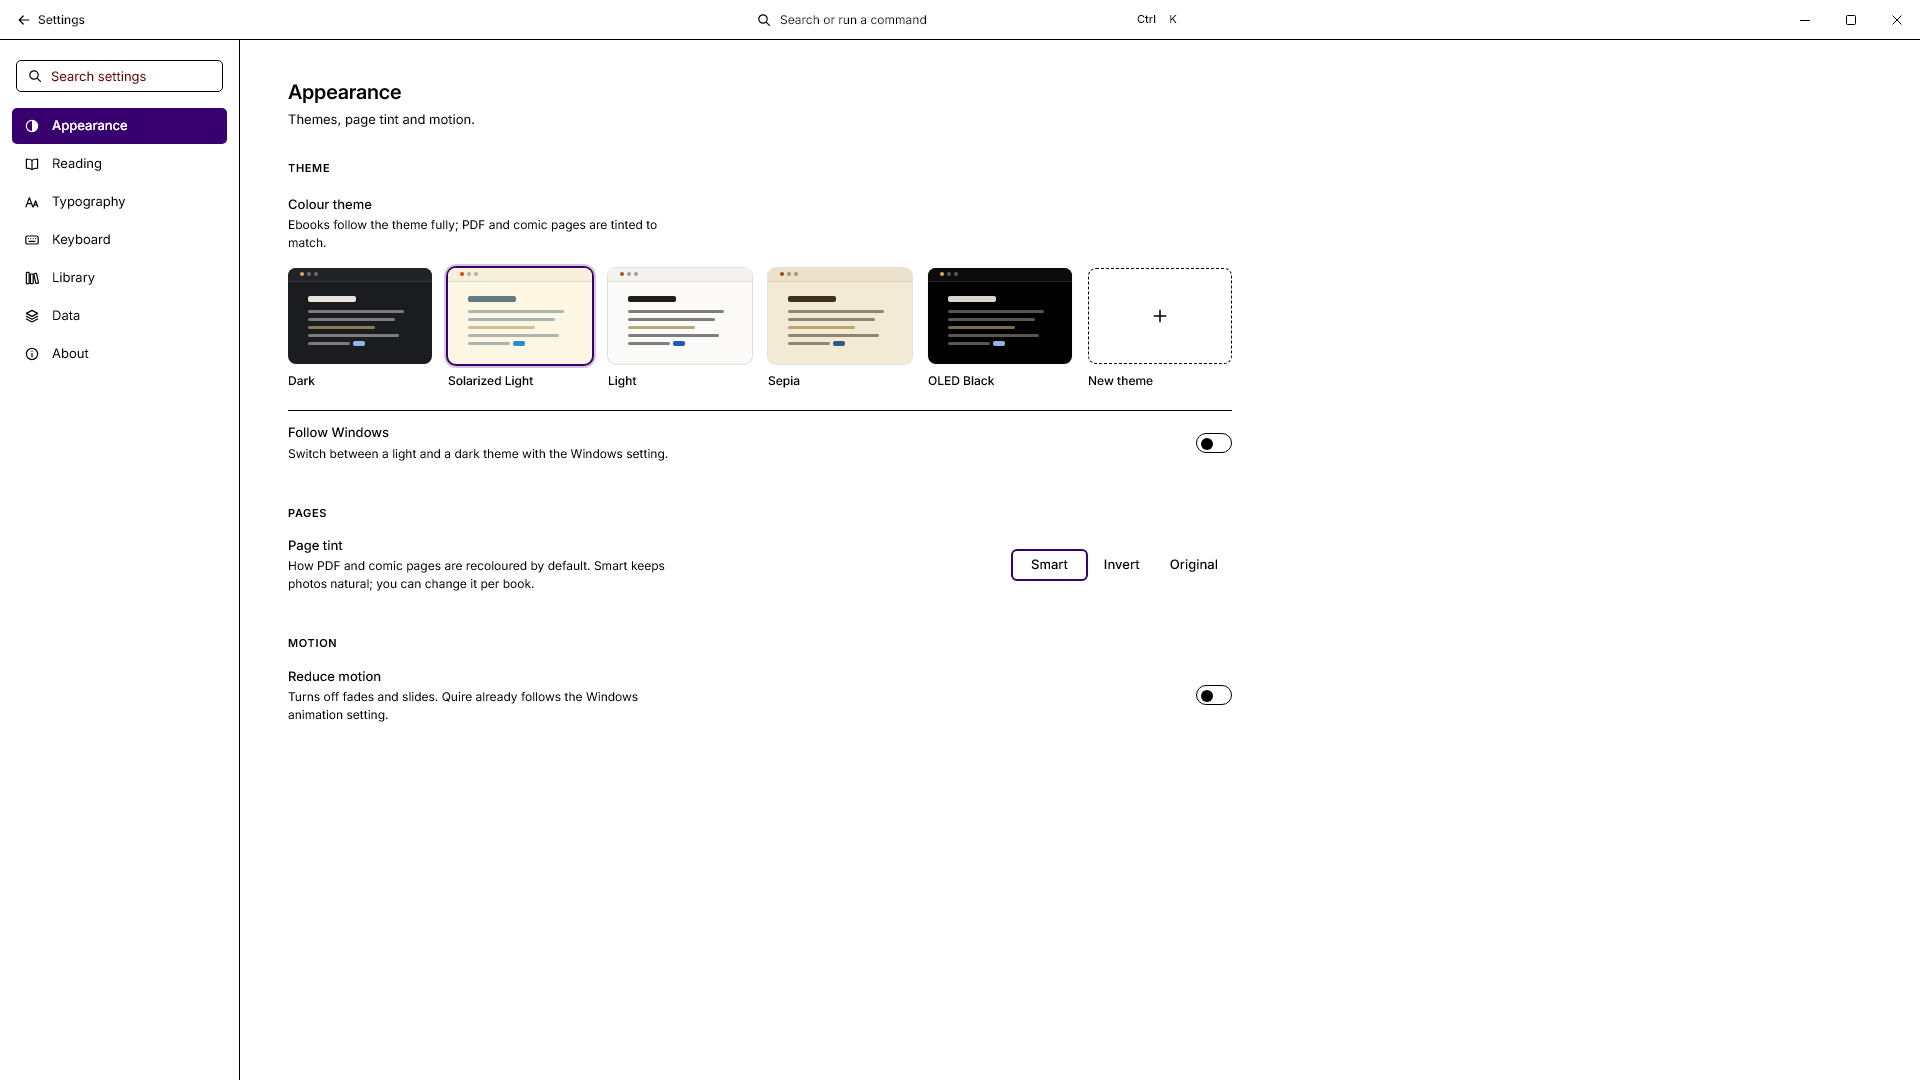 Settings
Search or run a command
Ctrl K
Search settings
Appearance
Reading
Typography
Keyboard
Library
Data
About
Appearance
Themes, page tint and motion.
THEME
Colour theme
Ebooks follow the theme fully; PDF and comic pages are tinted to
match.
Dark
Solarized Light
Light
Sepia
OLED Black
New theme
Follow Windows
Switch between a light and a dark theme with the Windows setting.
PAGES
Page tint
How PDF and comic pages are recoloured by default. Smart keeps
photos natural; you can change it per book.
Smart
Invert
Original
MOTION
Reduce motion
Turns off fades and slides. Quire already follows the Windows
animation setting.